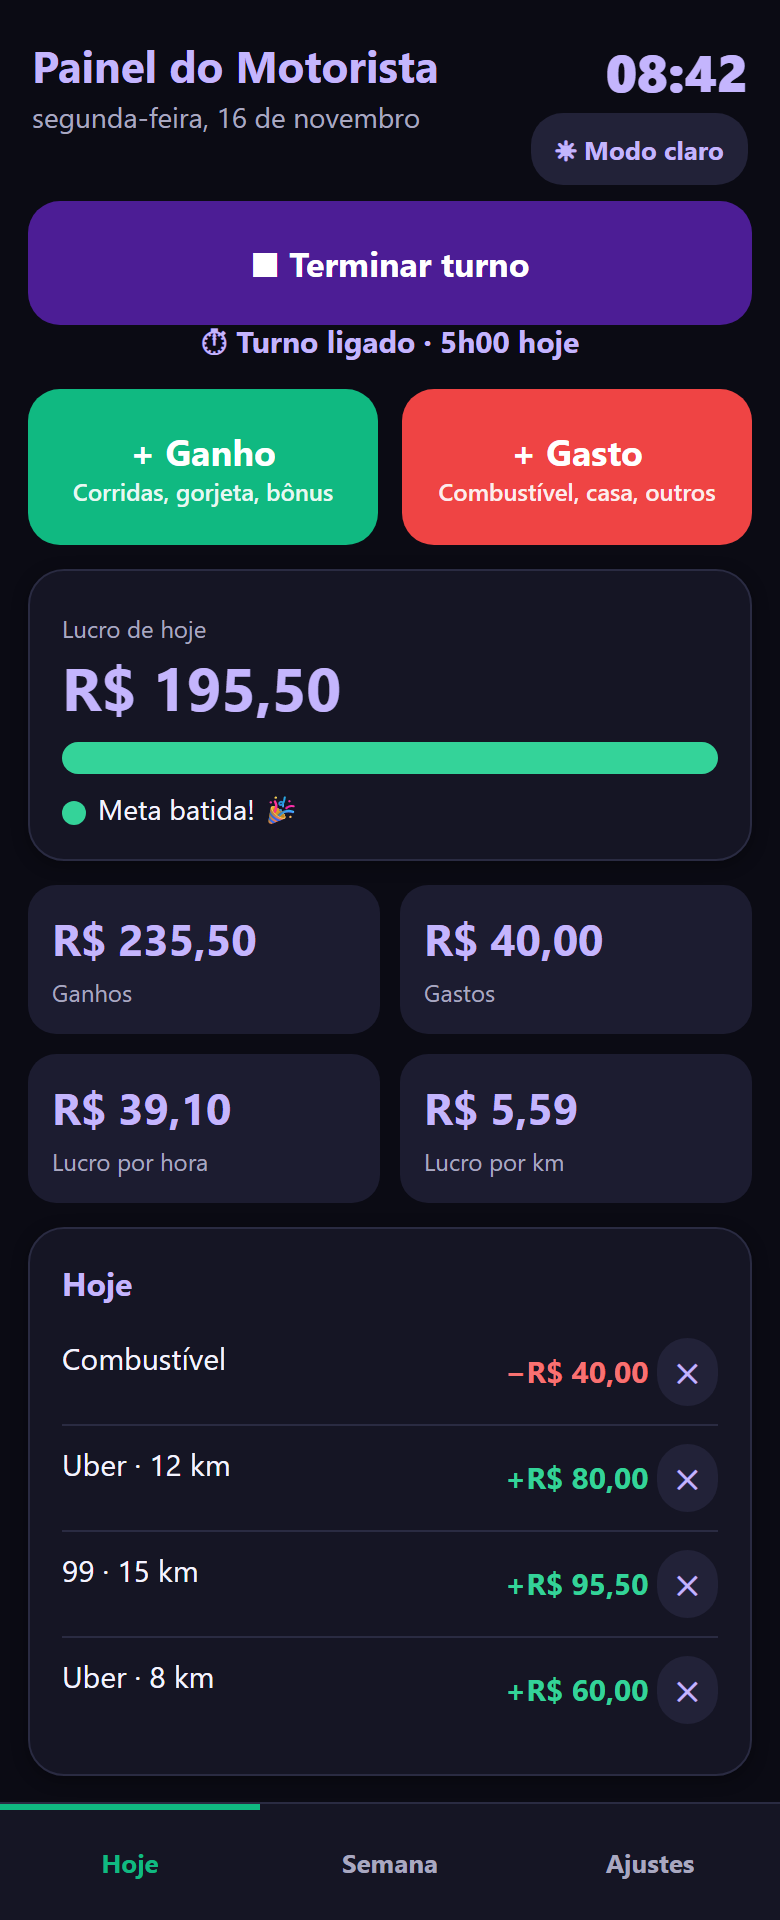 Painel do Motorista
08:42
segunda-feira, 16 de novembro
Modo claro
Terminar turno
Turno ligado · 5h00 hoje
+ Ganho
Corridas, gorjeta, bônus
+ Gasto
Combustível, casa, outros
Lucro de hoje
R$ 195,50
Meta batida! 🎉
R$ 235,50
Ganhos
R$ 40,00
Gastos
R$ 39,10
Lucro por hora
R$ 5,59
Lucro por km
Hoje
Combustível
−R$ 40,00
Uber · 12 km
+R$ 80,00
99 · 15 km
+R$ 95,50
Uber · 8 km
+R$ 60,00
Hoje
Semana
Ajustes